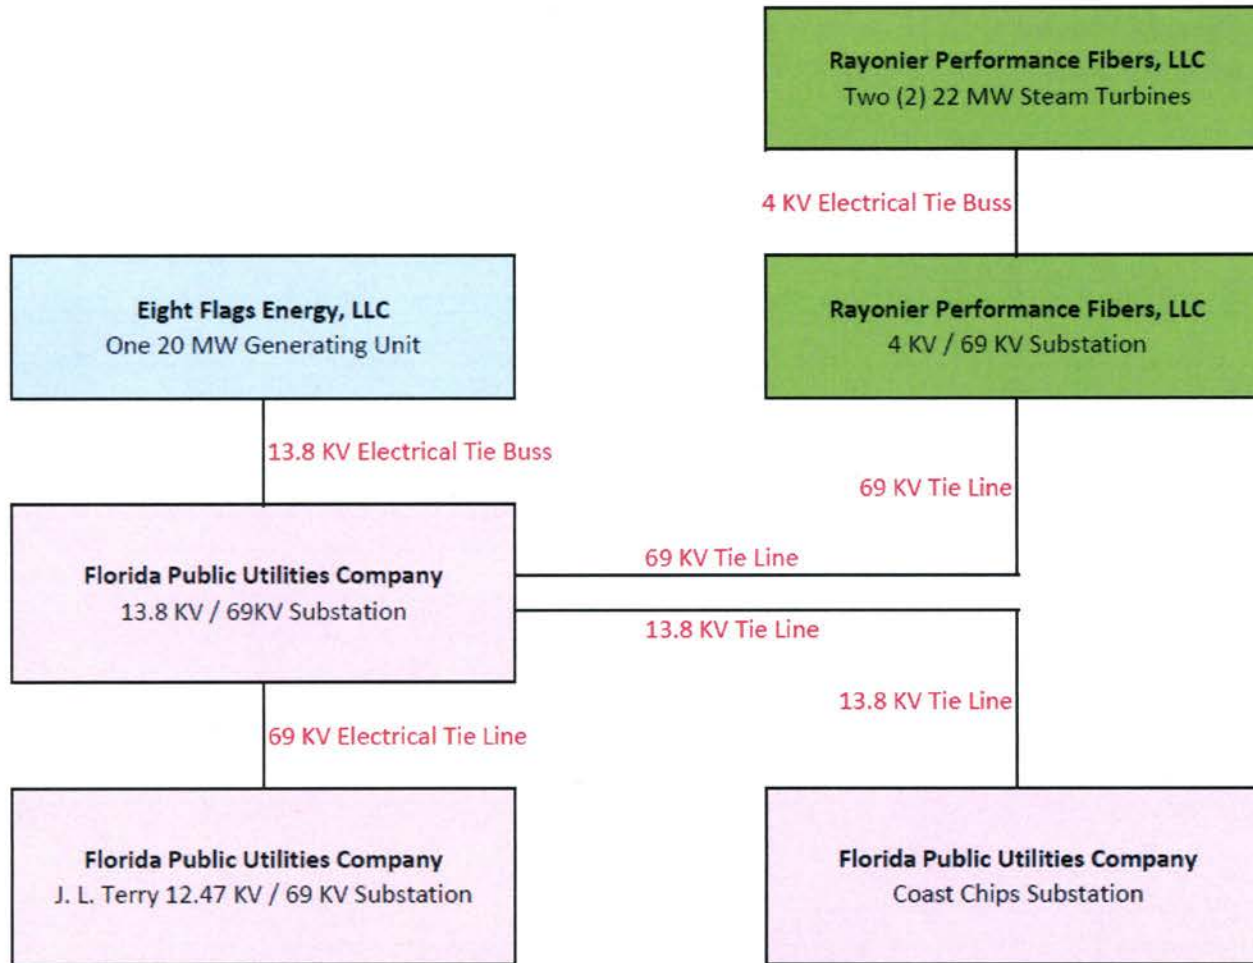 Rayonier Performance Fibers, LLC
Two (2) 22 MW Steam Turbines
4 KV Electrical Tie Buss
Eight Flags Energy, LLC
One 20 MW Generating Unit
Rayonier Performance Fibers, LLC
4 KV / 69 KV Substation
13.8 KV Electrical Tie Buss
69 KV Tie Line
Florida Public Utilities Company
13.8 KV / 69KV Substation
69 KV Tie Line
13.8 KV Tie Line
13.8 KV Tie Line
69 KV Electrical Tie Line
Florida Public Utilities Company
J. L. Terry 12.47 KV / 69 KV Substation
Florida Public Utilities Company
Coast Chips Substation